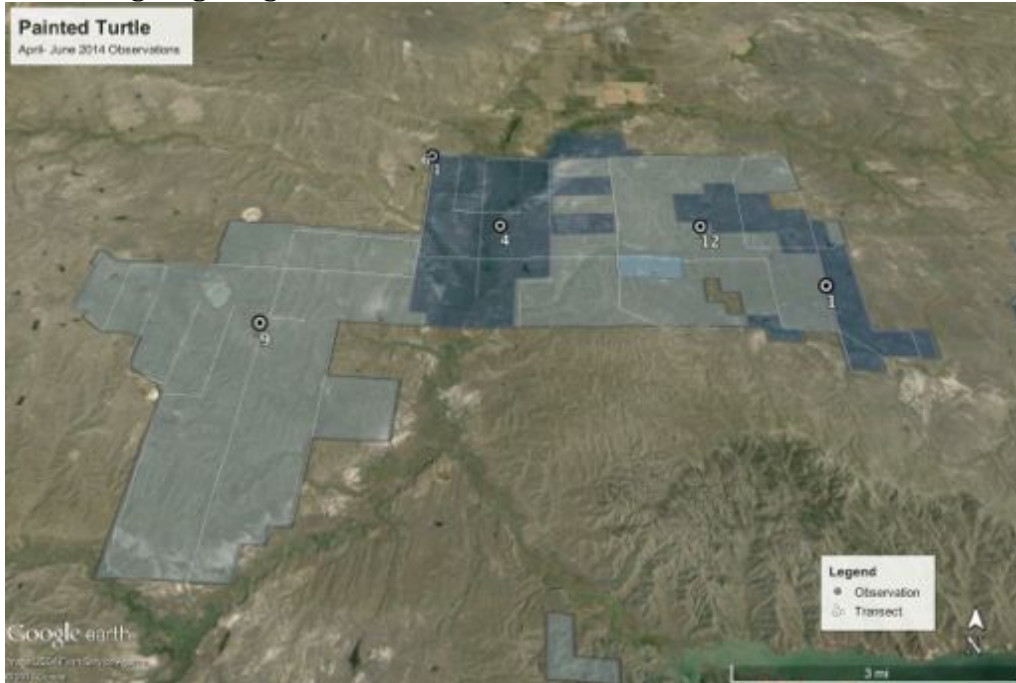 Painted Turtle
April- June 2014 Observations
1
4
12
1
9
Legend
Observation
Transect
N
Google earth
3 mi